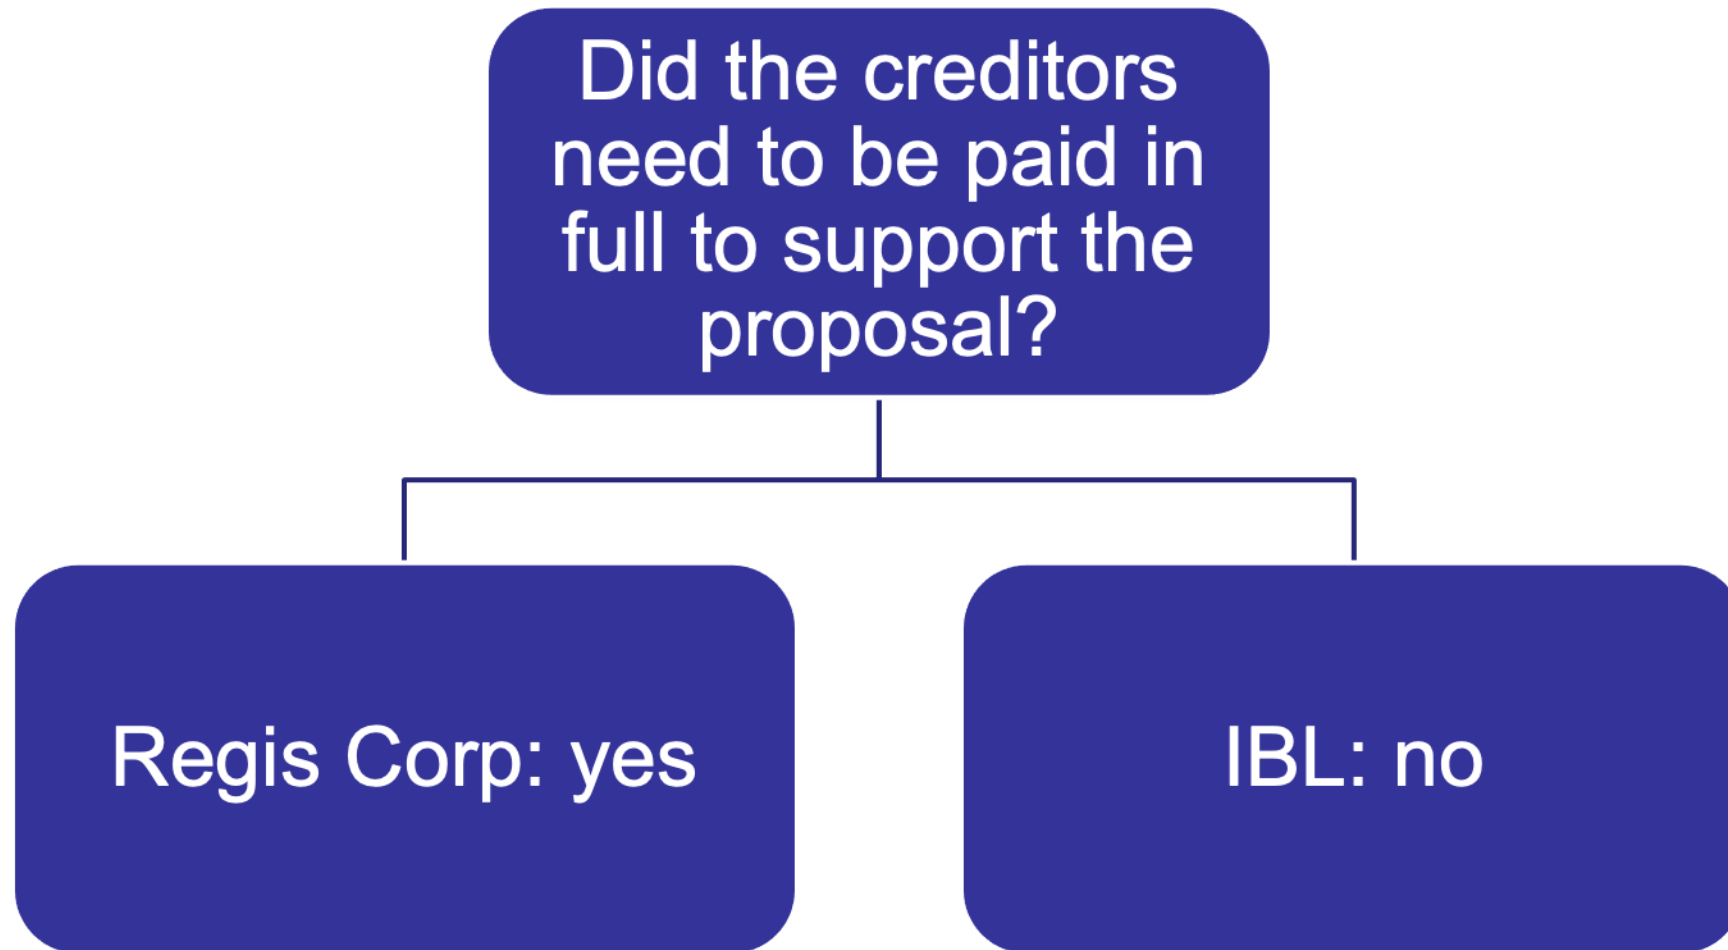 Did the creditors
need to be paid in
full to support the
proposal?
Regis Corp: yes
IBL: no